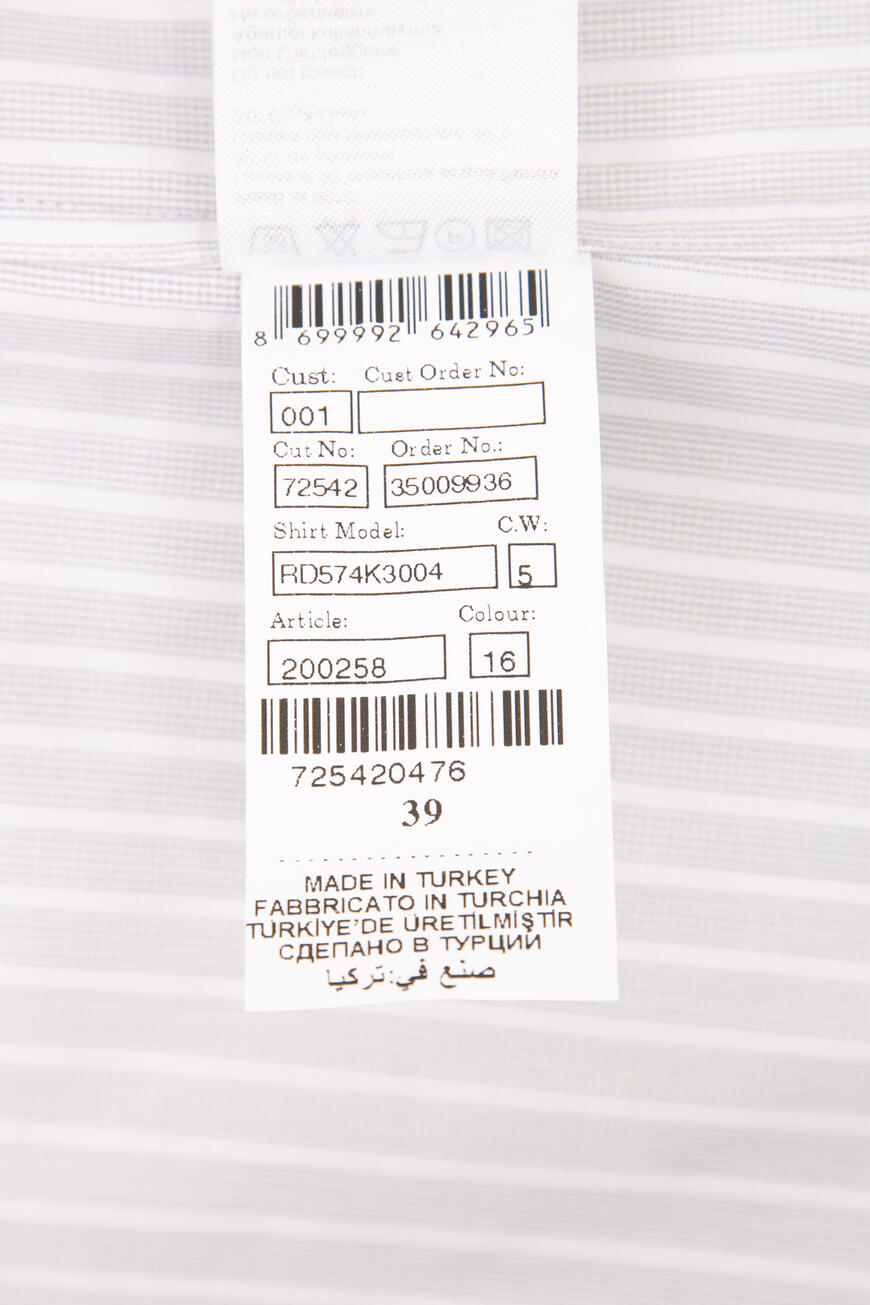 8 699992 642965
Cust: Cust Order No:
001
Cut No: Order No.:
72542 35009936
Shirt Model: C.W:
RD574K3004 5
Article: Colour:
200258 16
725420476
39
MADE IN TURKEY
FABBRICATO IN TURCHIA
TÜRKİYE'DE ÜRETİLMİŞTİR
СДЕПАНО В ТУРЦИИ
صنع في: تركيا